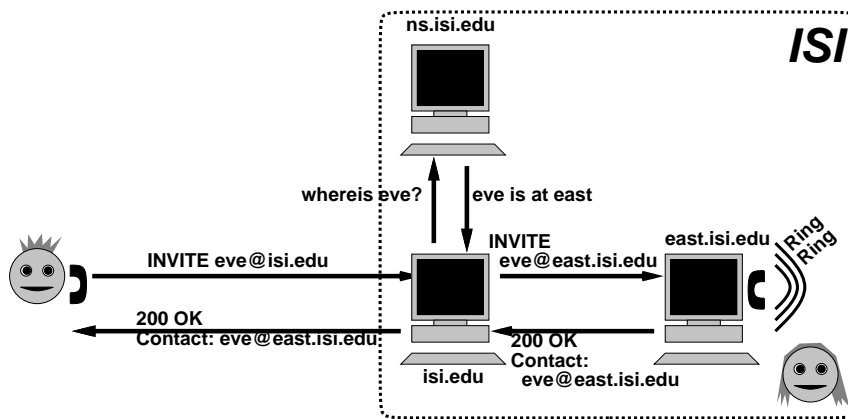 ns.isi.edu
ISI
whereis eve?
eve is at east
east.isi.edu
Ring
Ring
INVITE eve@isi.edu
INVITE
eve@east.isi.edu
200 OK
Contact: eve@east.isi.edu
isi.edu
200 OK
Contact:
eve@east.isi.edu